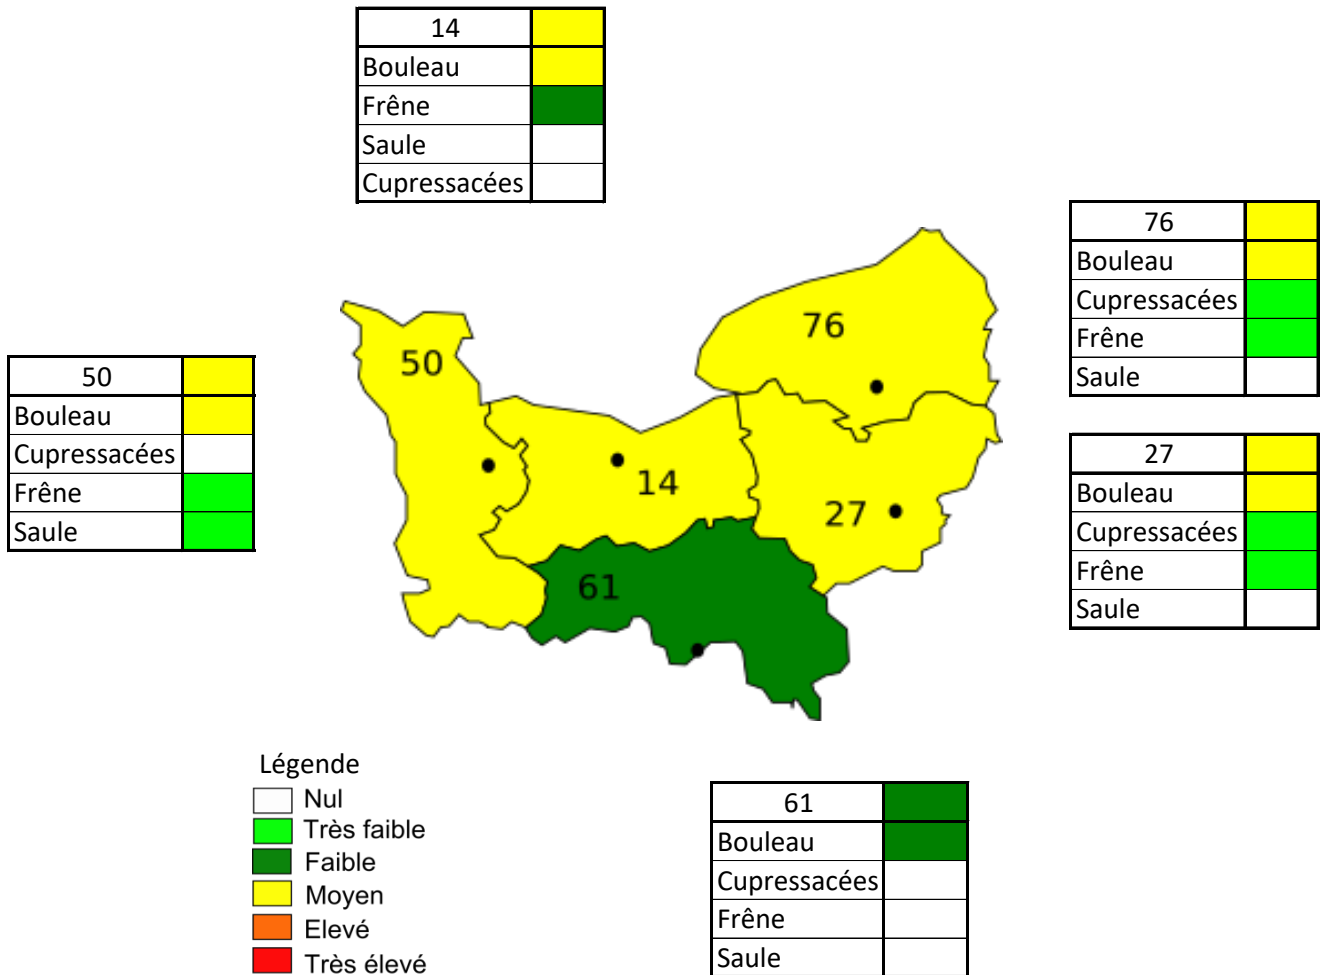 14
Bouleau
Frêne
Saule
Cupressacées
76
Bouleau
Cupressacées
Frêne
Saule
50
Bouleau
Cupressacées
Frêne
Saule
76
50
14
27
61
27
Bouleau
Cupressacées
Frêne
Saule
Légende
Nul
Très faible
Faible
Moyen
Elevé
Très élevé
61
Bouleau
Cupressacées
Frêne
Saule